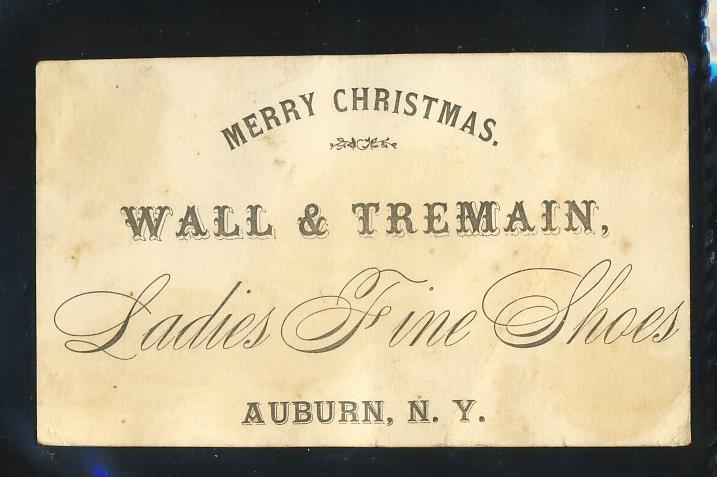 MERRY CHRISTMAS.
WALL & TREMAIN,
Ladies Fine Shoes
AUBURN, N. Y.